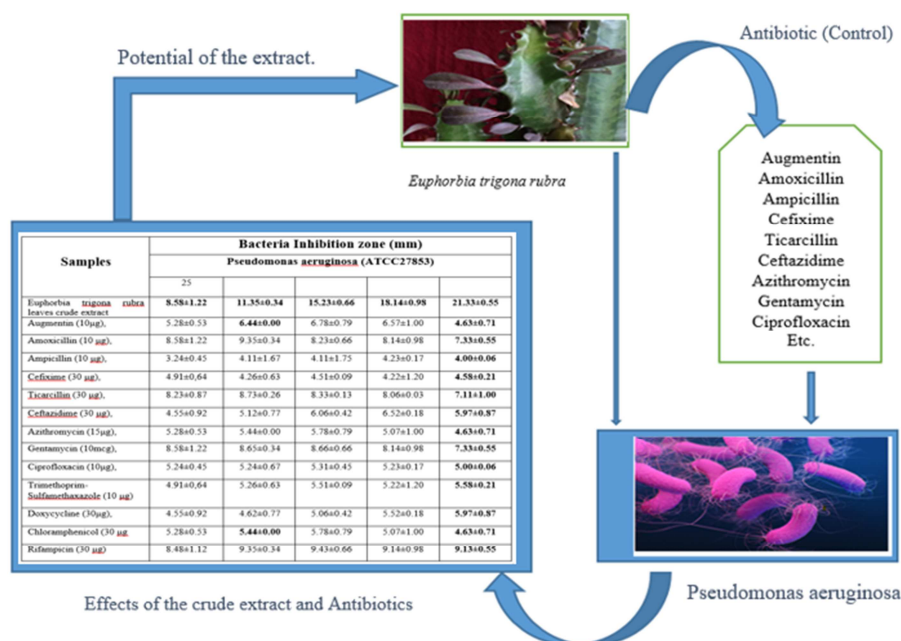 Potential of the extract.
Antibiotic (Control)
Euphorbia trigona rubra
Augmentin
Amoxicillin
Ampicillin
Cefixime
Ticarcillin
Ceftazidime
Azithromycin
Gentamycin
Ciprofloxacin
Etc.
Samples
Bacteria Inhibition zone (mm)
Pseudomonas aeruginosa (ATCC27853)
25
Euphorbia trigona rubra leaves crude extract 8.58±1.22 11.35±0.34 15.23±0.66 18.14±0.98 21.33±0.55
Augmentin (10µg), 5.28±0.53 6.44±0.00 6.78±0.79 6.57±1.00 4.63±0.71
Amoxicillin (10 µg), 8.58±1.22 9.35±0.34 8.23±0.66 8.14±0.98 7.33±0.55
Ampicillin (10 µg), 3.24±0.45 4.11±1.67 4.11±1.75 4.23±0.17 4.00±0.06
Cefixime (30 µg), 4.91±0,64 4.26±0.63 4.51±0.09 4.22±1.20 4.58±0.21
Ticarcillin (30 µg), 8.23±0.87 8.73±0.26 8.33±0.13 8.06±0.03 7.11±1.00
Ceftazidime (30 µg), 4.55±0.92 5.12±0.77 6.06±0.42 6.52±0.18 5.97±0.87
Azithromycin (15µg), 5.28±0.53 5.44±0.00 5.78±0.79 5.07±1.00 4.63±0.71
Gentamycin (10mcg), 8.58±1.22 8.65±0.34 8.66±0.66 8.14±0.98 7.33±0.55
Ciprofloxacin (10µg), 5.24±0.45 5.24±0.67 5.31±0.45 5.23±0.17 5.00±0.06
Trimethoprim-
Sulfamethaxazole (10 µg) 4.91±0,64 5.26±0.63 5.51±0.09 5.22±1.20 5.58±0.21
Doxycycline (30µg), 4.55±0.92 4.62±0.77 5.06±0.42 5.52±0.18 5.97±0.87
Chloramphenicol (30 µg 5.28±0.53 5.44±0.00 5.78±0.79 5.07±1.00 4.63±0.71
Rifampicin (30 µg) 8.48±1.12 9.35±0.34 9.43±0.66 9.14±0.98 9.13±0.55
Pseudomonas aeruginosa
Effects of the crude extract and Antibiotics